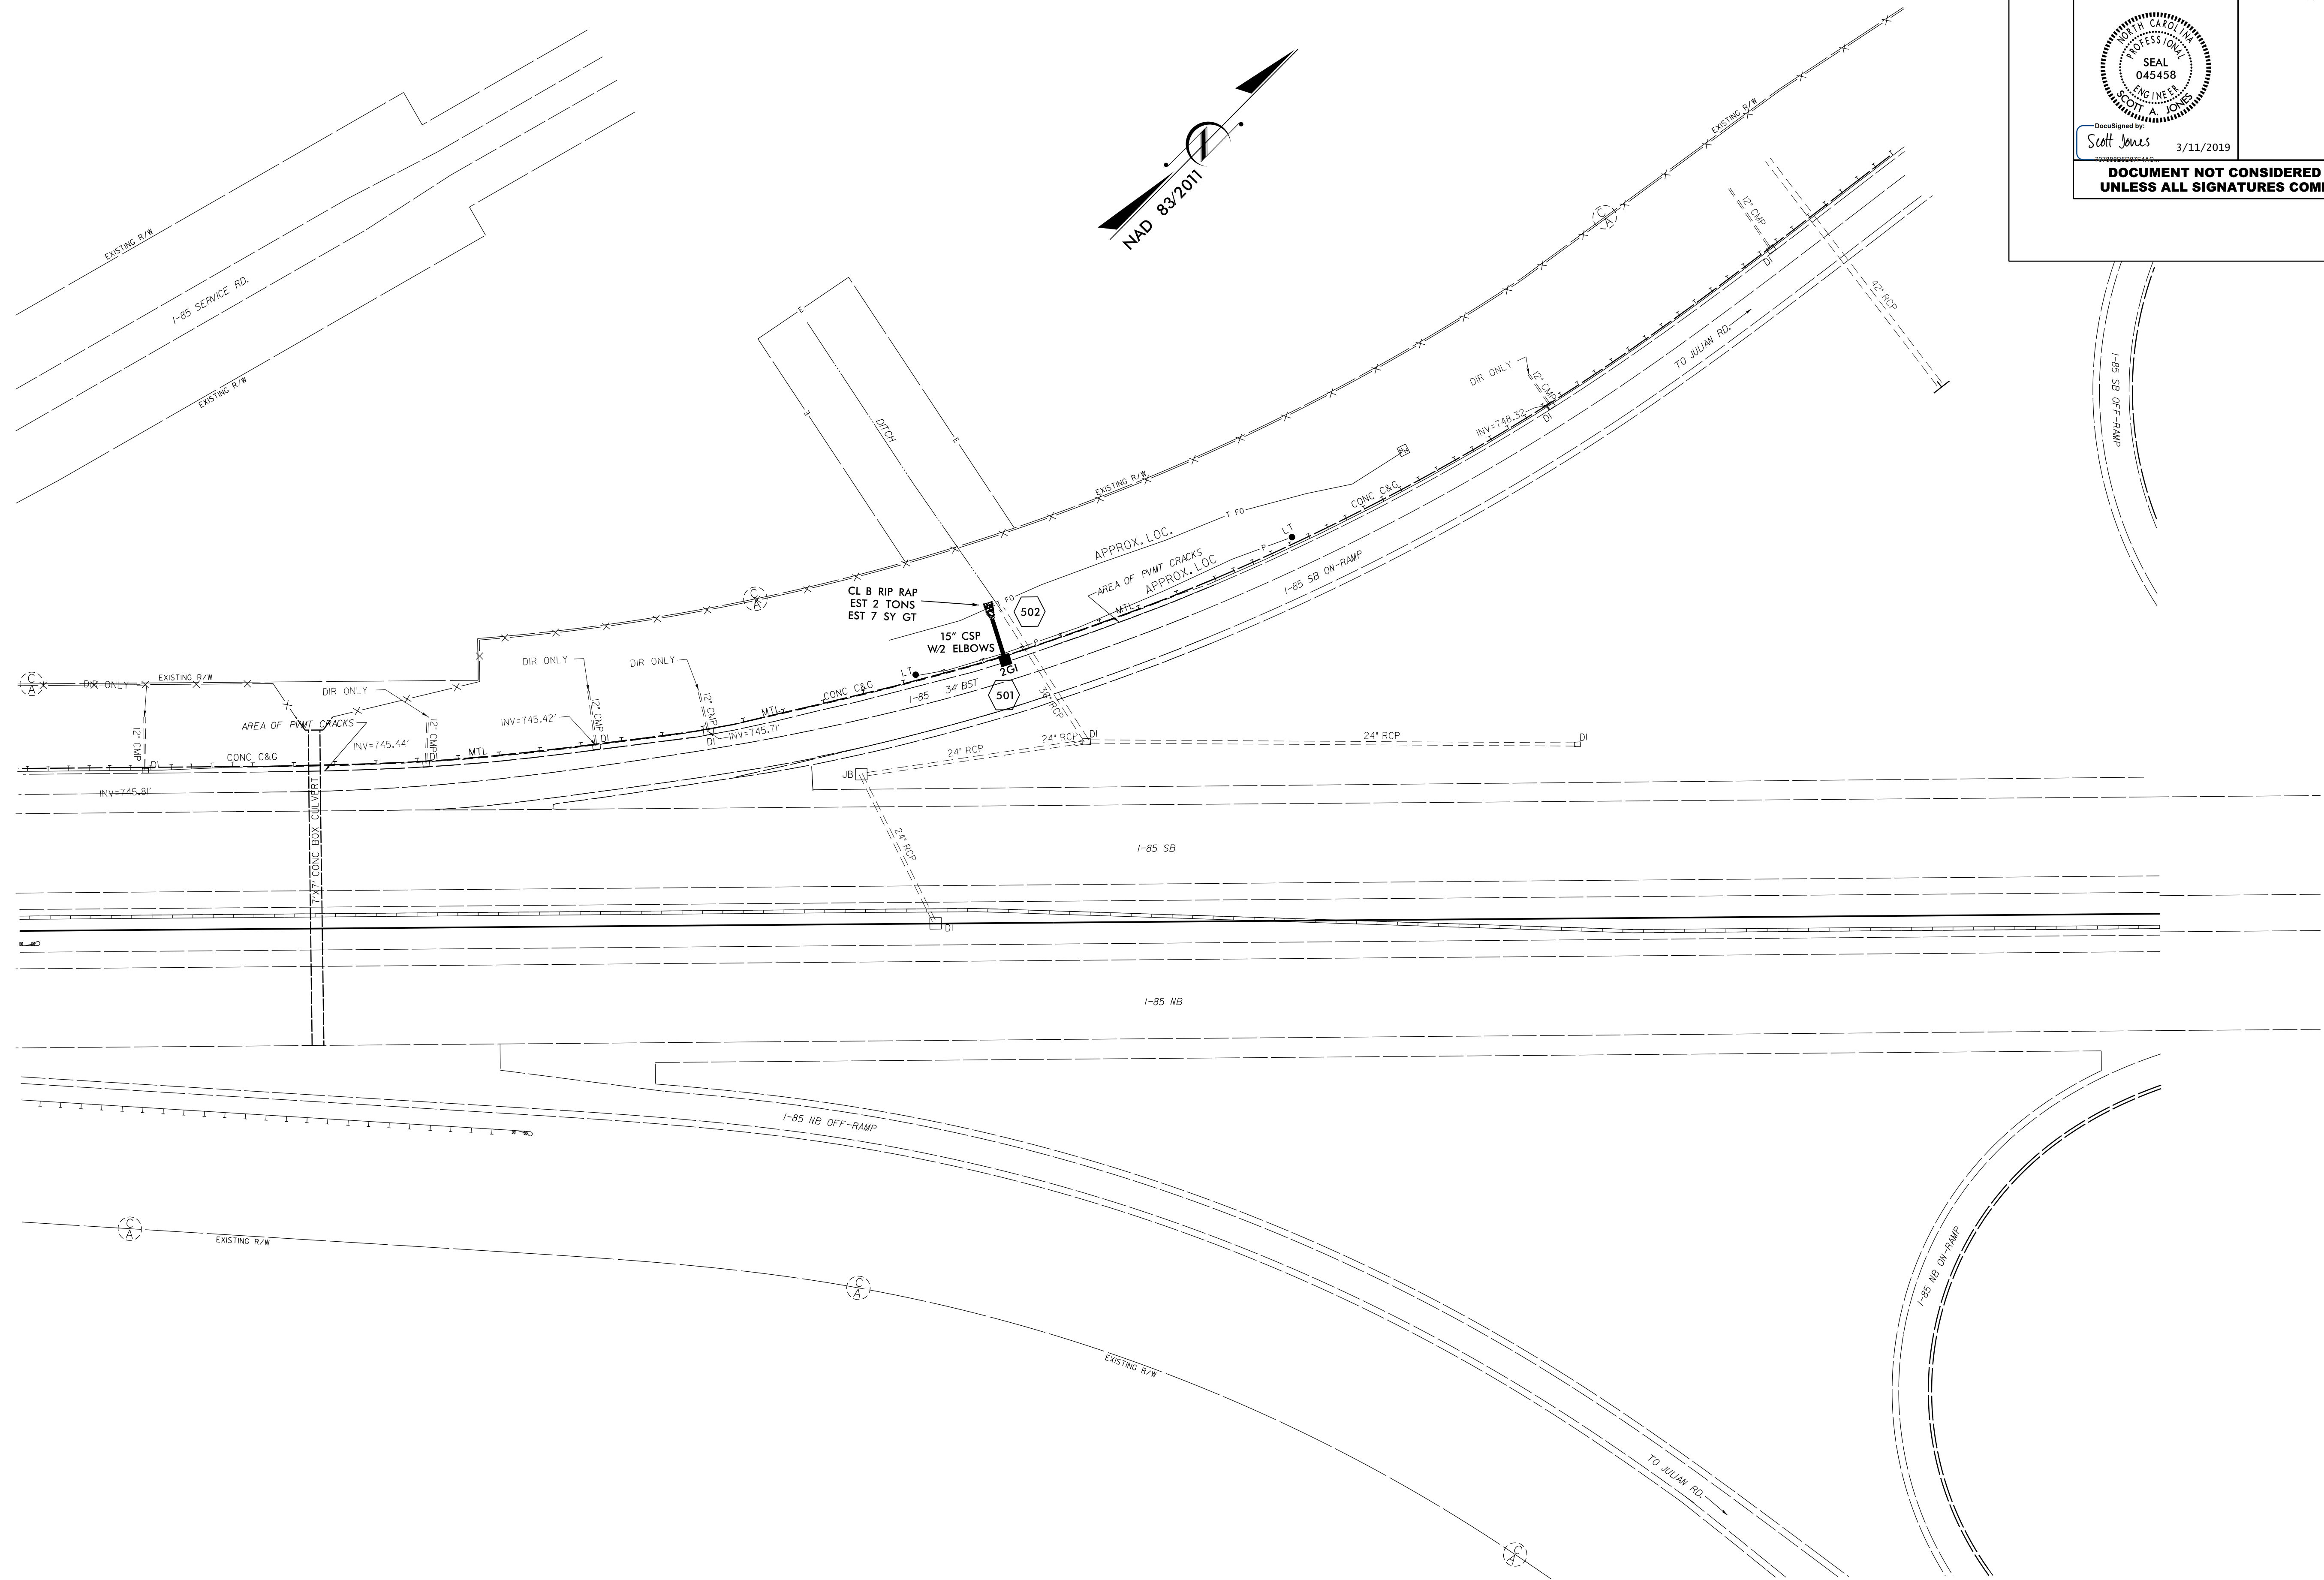 NORTH CAROLINA
PROFESSIONAL
SEAL
045458
ENGINEER
SCOTT A. JONES
DocuSigned by:
Scott Jones
3/11/2019
DOCUMENT NOT CONSIDERED
UNLESS ALL SIGNATURES COM
NAD 83/2011
EXISTING R/W
I-85 SERVICE RD.
EXISTING R/W
EXISTING R/W
C
A
12" CMP
DI
42" RCP
TO JULIAN RD.
I-85 SB OFF-RAMP
E
E
E
DITCH
DIR ONLY
12" CMP
INV=748.32
DI
EXISTING R/W
CONC C&G
T FO
APPROX. LOC.
LT
P
AREA OF PVMT CRACKS
APPROX. LOC
MTL
I-85 SB ON-RAMP
C
A
CL B RIP RAP
EST 2 TONS
EST 7 SY GT
T FO
502
15" CSP
W/2 ELBOWS
P
2GI
501
36" RCP
C
A
DIR ONLY
EXISTING R/W
DIR ONLY
DIR ONLY
DIR ONLY
LT
CONC C&G
I-85
34' BST
AREA OF PVMT CRACKS
12" CMP
12" CMP
12" CMP
12" CMP
INV=745.44'
INV=745.42'
MTL
INV=745.71'
DI
DI
DI
DI
MTL
CONC C&G
INV=745.81'
24" RCP
24" RCP
DI
24" RCP
DI
JB
24" RCP
DI
7'X7' CONC BOX CULVERT
I-85 SB
I-85 NB
I-85 NB OFF-RAMP
C
A
EXISTING R/W
C
A
EXISTING R/W
I-85 NB ON-RAMP
TO JULIAN RD.
C
A